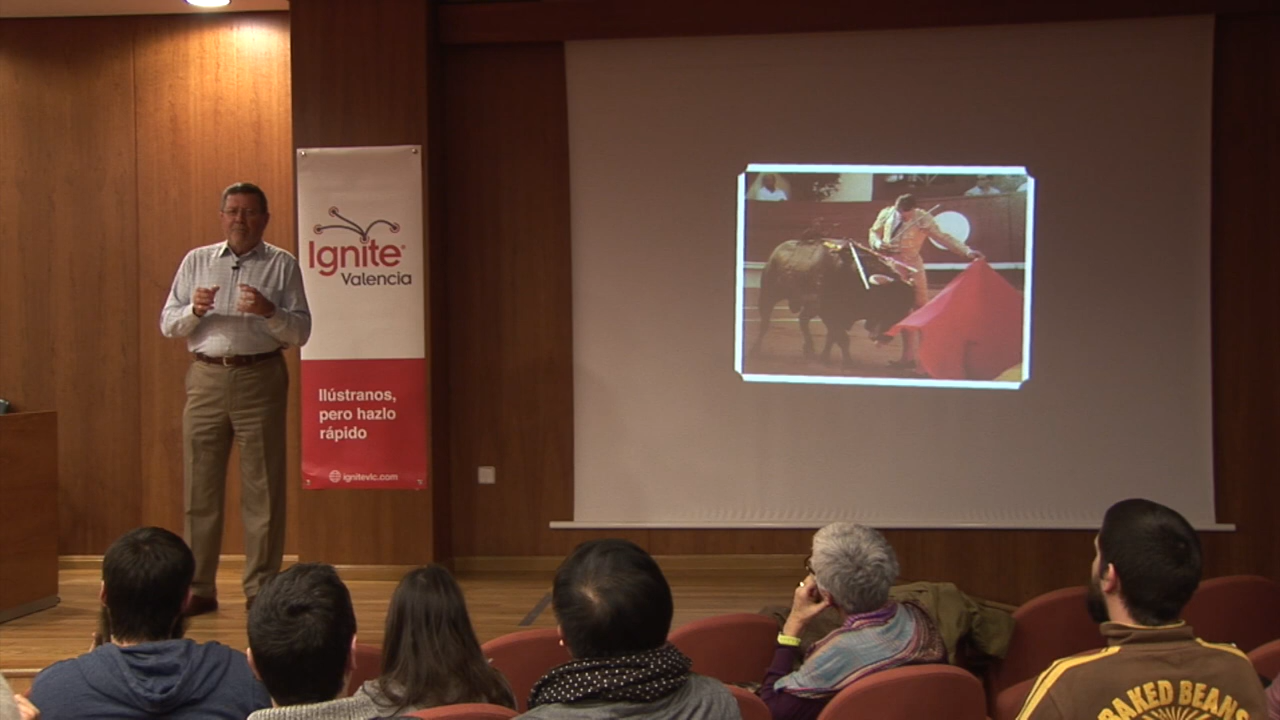 Ignite®
Valencia
Ilústranos,
pero hazlo
rápido
ignitevlc.com
BAKED BEANS